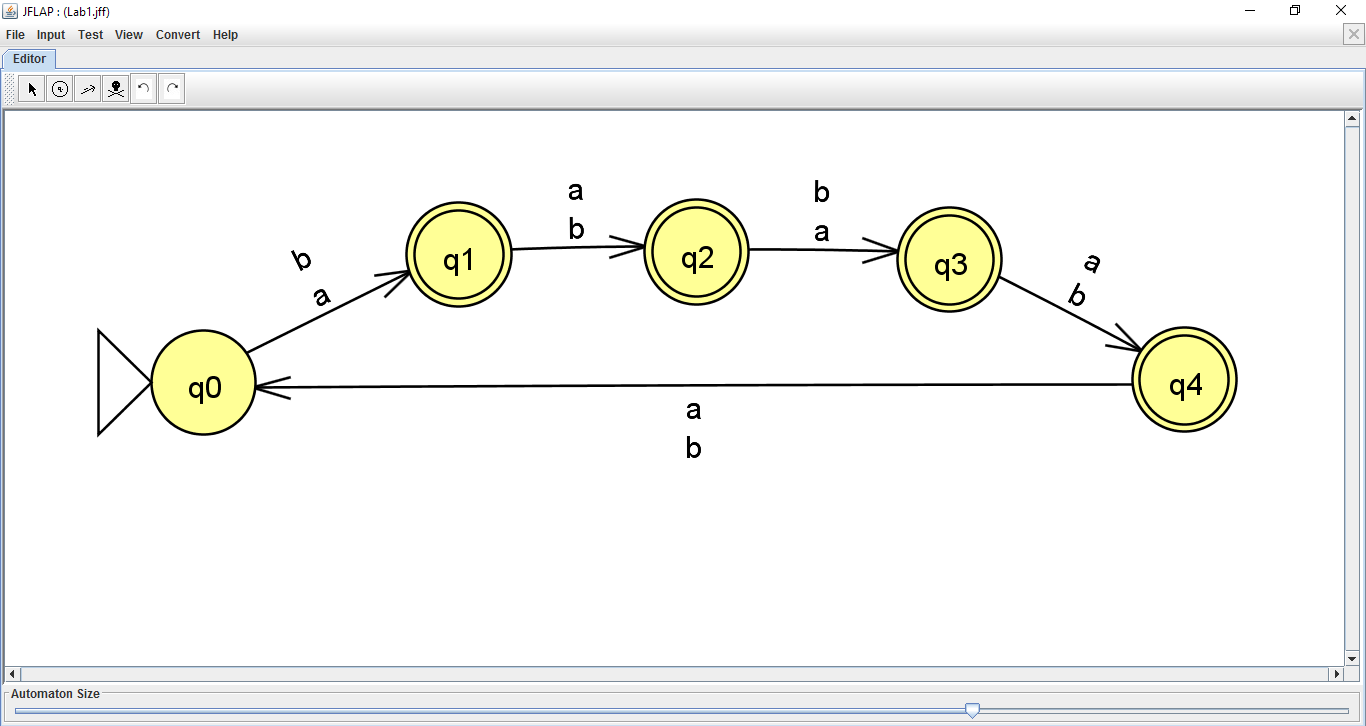 JFLAP : (Lab1.jff)
File Input Test View Convert Help
Editor
a
b
b
a
b
a
q1
q2
q3
a
b
q0
q4
a
b
Automaton Size